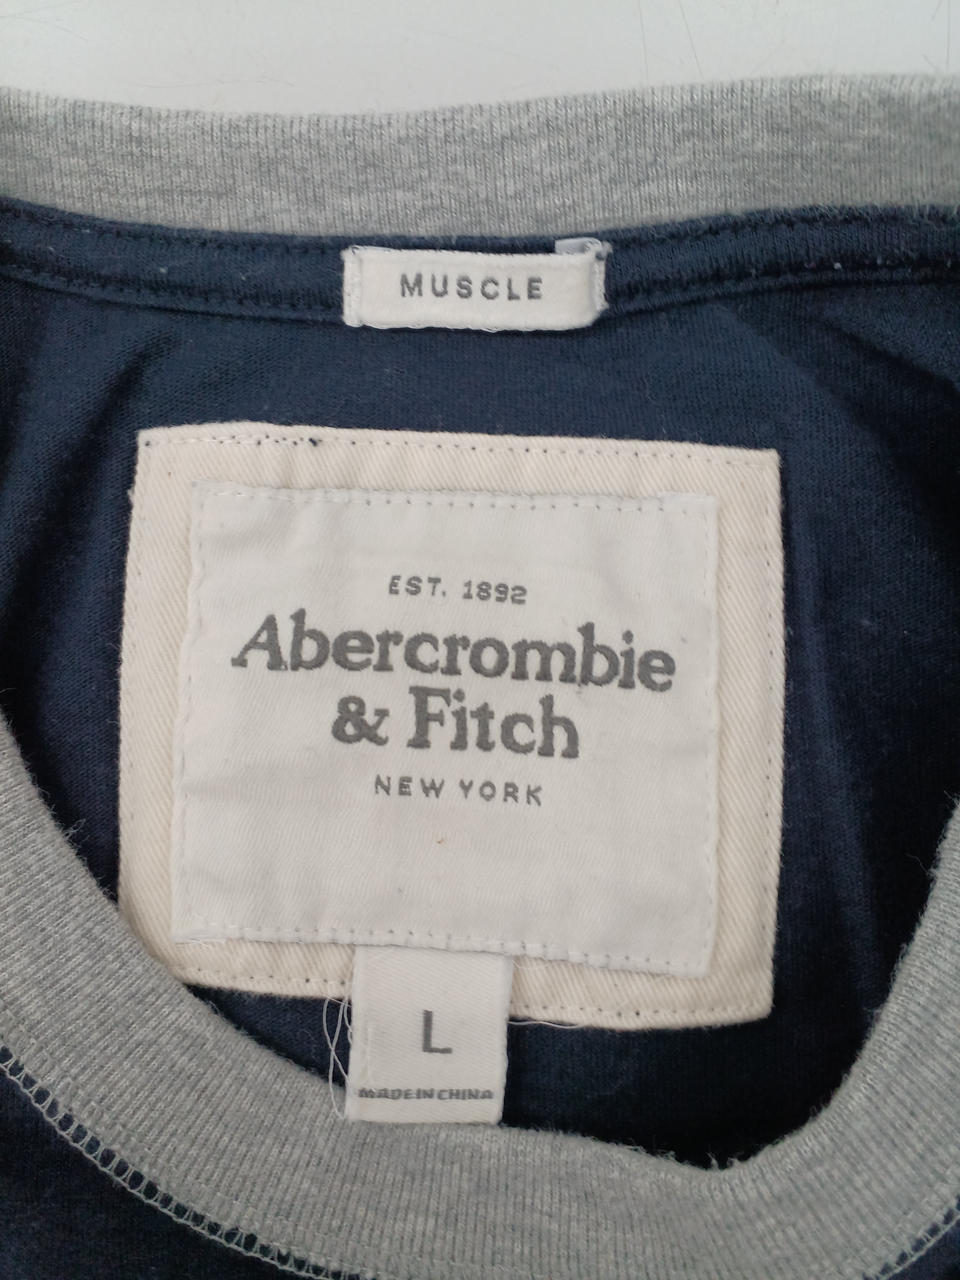 MUSCLE
EST. 1892
Abercrombie
& Fitch
NEW YORK
L
MADE IN CHINA